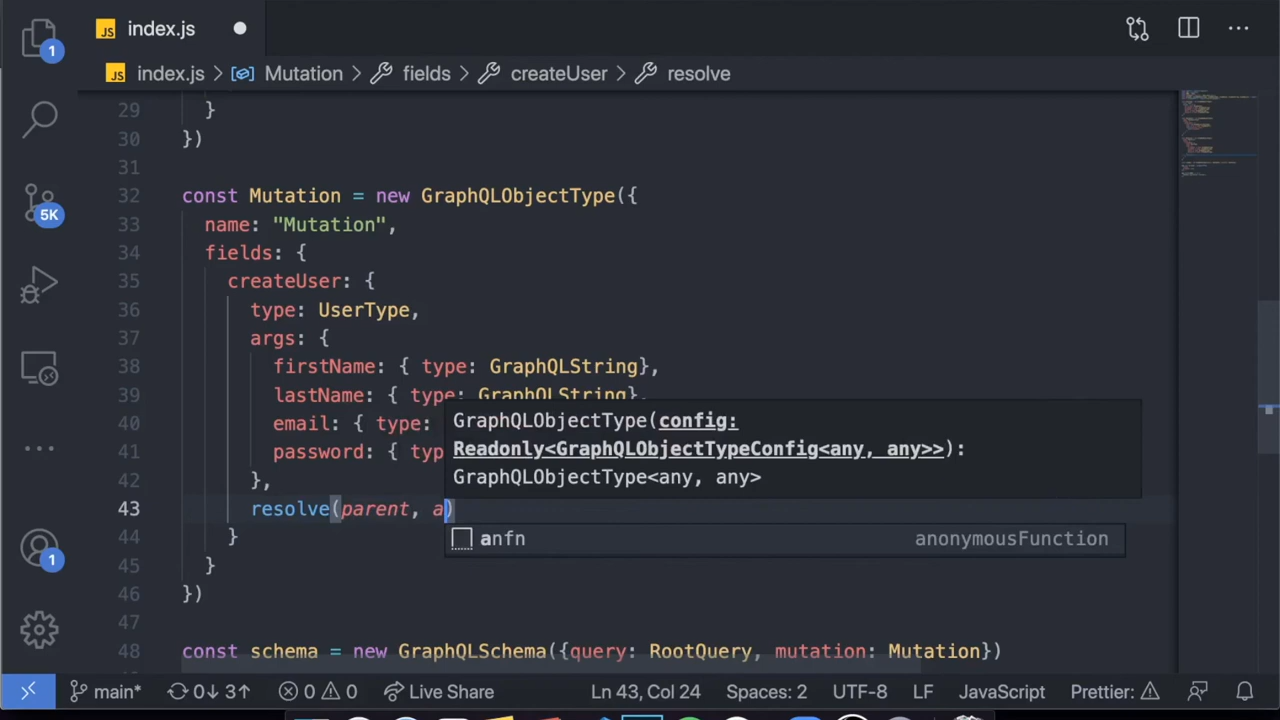 JS index.js
1
JS index.js > Mutation > fields > createUser > resolve
29 }
30 })
31
32 const Mutation = new GraphQLObjectType({
33 name: "Mutation",
34 fields: {
35 createUser: {
36 type: UserType,
37 args: {
38 firstName: { type: GraphQLString},
39 lastName: { type: GraphQLString},
40 email: { type:
41 password: { typ
42 },
43 resolve(parent, a)
44 }
45 }
46 })
47
48 const schema = new GraphQLSchema({query: RootQuery, mutation: Mutation})
GraphQLObjectType(config:
Readonly<GraphQLObjectTypeConfig<any, any>>):
GraphQLObjectType<any, any>
anfn anonymousFunction
5K
1
main* 0↓ 3↑ 0 0 Live Share Ln 43, Col 24 Spaces: 2 UTF-8 LF JavaScript Prettier: